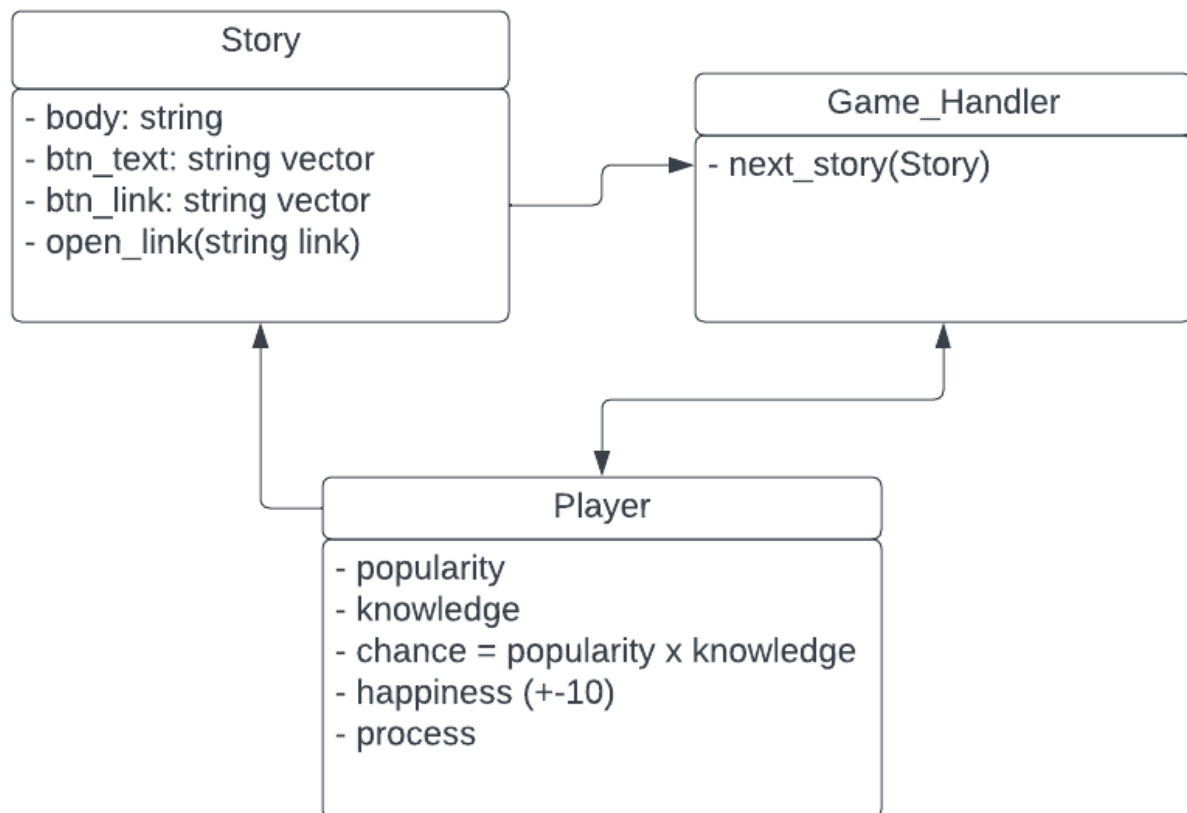 Story
- body: string
- btn_text: string vector
- btn_link: string vector
- open_link(string link)
Game_Handler
- next_story(Story)
Player
- popularity
- knowledge
- chance = popularity x knowledge
- happiness (+-10)
- process